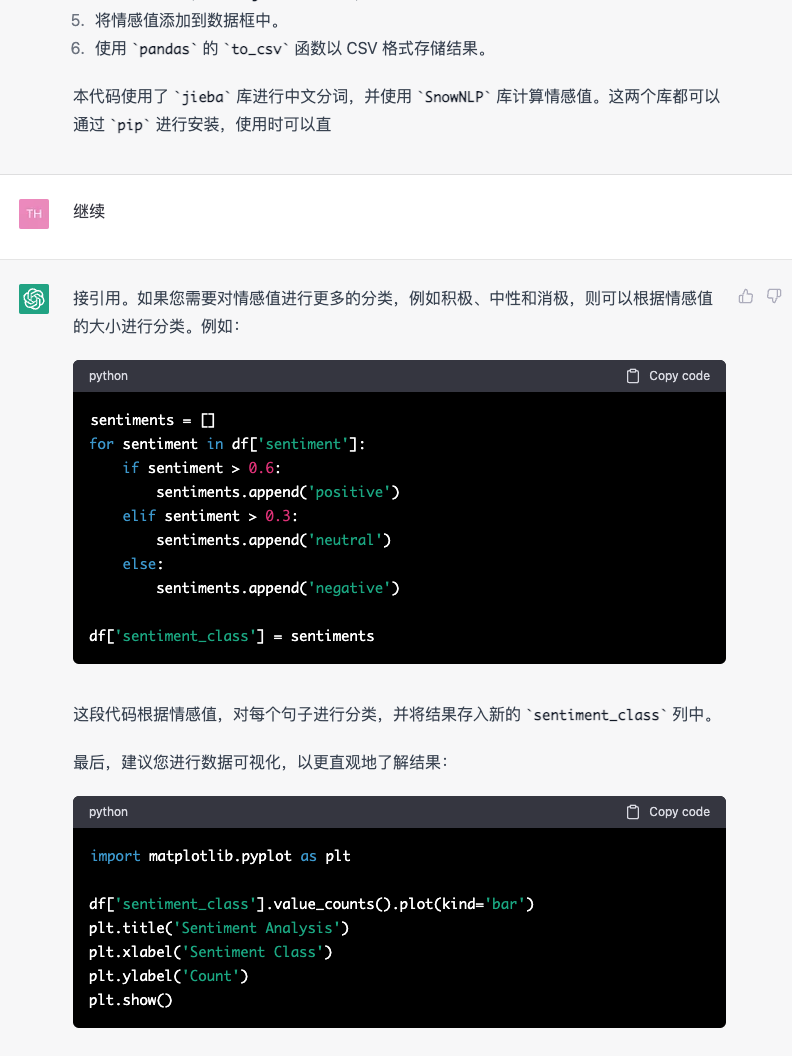 5. 将情感值添加到数据框中。
6. 使用 `pandas` 的 `to_csv` 函数以 CSV 格式存储结果。
本代码使用了 `jieba` 库进行中文分词，并使用 `SnowNLP` 库计算情感值。这两个库都可以
通过 `pip` 进行安装，使用时可以直
TH
继续
接引用。如果您需要对情感值进行更多的分类，例如积极、中性和消极，则可以根据情感值
的大小进行分类。例如：
python Copy code
sentiments = []
for sentiment in df['sentiment']:
    if sentiment > 0.6:
        sentiments.append('positive')
    elif sentiment > 0.3:
        sentiments.append('neutral')
    else:
        sentiments.append('negative')
df['sentiment_class'] = sentiments
这段代码根据情感值，对每个句子进行分类，并将结果存入新的 `sentiment_class` 列中。
最后，建议您进行数据可视化，以更直观地了解结果：
python Copy code
import matplotlib.pyplot as plt
df['sentiment_class'].value_counts().plot(kind='bar')
plt.title('Sentiment Analysis')
plt.xlabel('Sentiment Class')
plt.ylabel('Count')
plt.show()